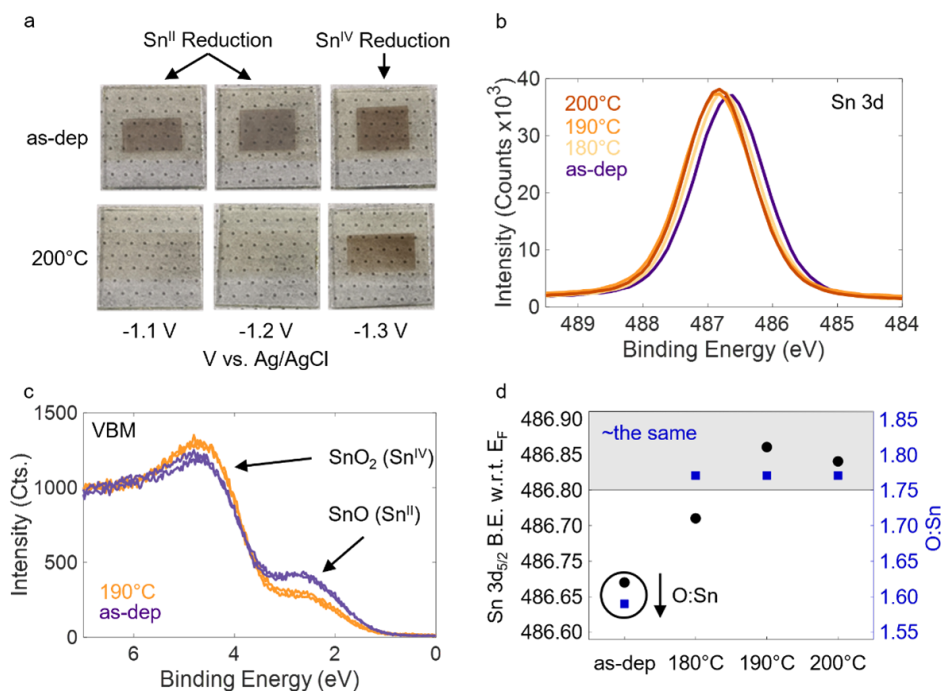 a
Sn^II Reduction
Sn^IV Reduction
as-dep
200°C
-1.1 V
-1.2 V
-1.3 V
V vs. Ag/AgCl
b
Intensity (Counts x10³)
40
30
20
10
0
200°C
190°C
180°C
as-dep
Sn 3d
489
488
487
486
485
484
Binding Energy (eV)
c
Intensity (Cts.)
1500
1000
500
0
VBM
SnO₂ (Sn^IV)
SnO (Sn^II)
190°C
as-dep
6
4
2
0
Binding Energy (eV)
d
Sn 3d5/2 B.E. w.r.t. E_F
486.90
486.85
486.80
486.70
486.75
486.65
486.60
~the same
O:Sn
1.85
1.80
1.75
1.70
1.65
1.60
1.55
O:Sn
as-dep
180°C
190°C
200°C